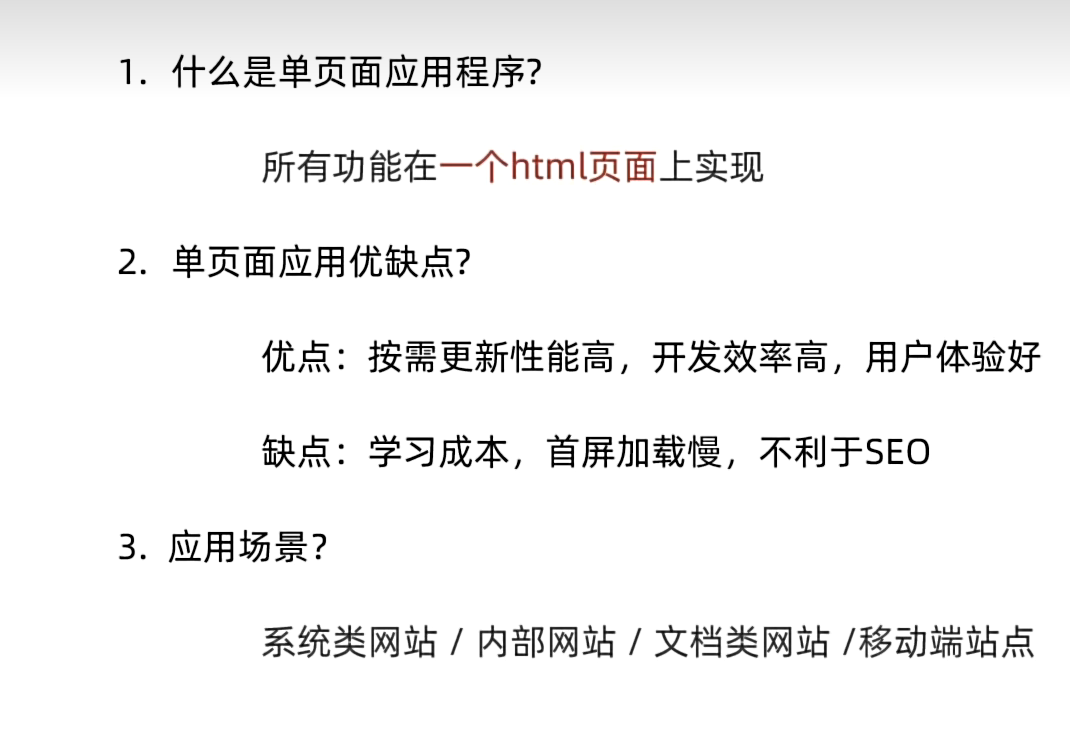 1. 什么是单页面应用程序?
所有功能在一个html页面上实现
2. 单页面应用优缺点?
优点：按需更新性能高，开发效率高，用户体验好
缺点：学习成本，首屏加载慢，不利于SEO
3. 应用场景？
系统类网站 / 内部网站 / 文档类网站 /移动端站点